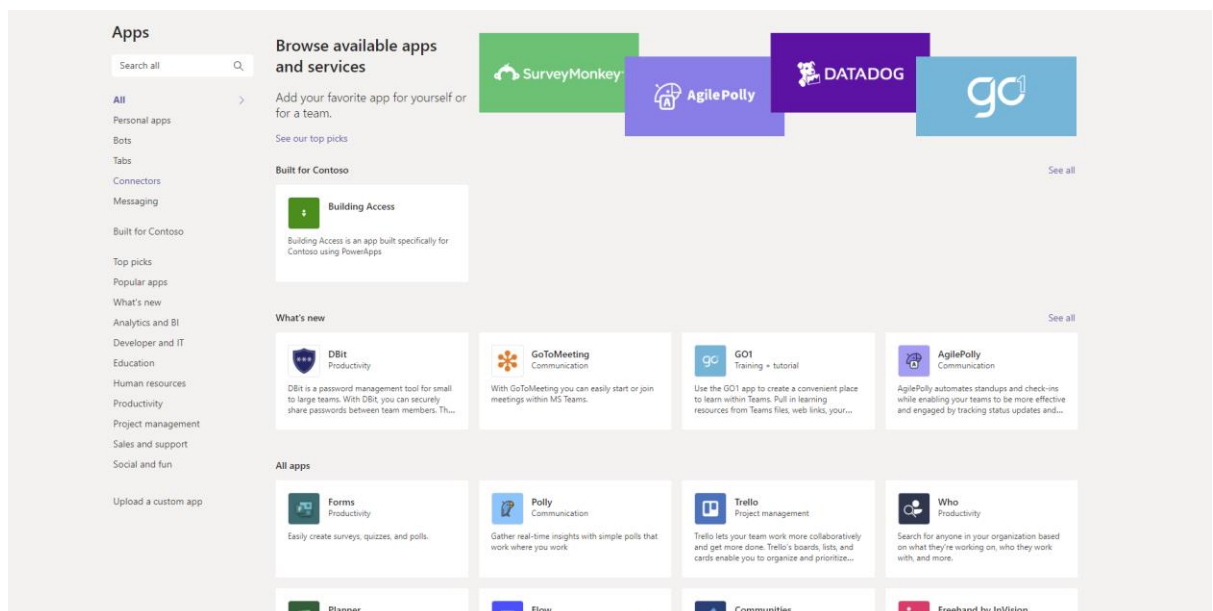 Apps
Search all
All
Personal apps
Bots
Tabs
Connectors
Messaging
Built for Contoso
Top picks
Popular apps
What's new
Analytics and BI
Developer and IT
Education
Human resources
Productivity
Project management
Sales and support
Social and fun
Upload a custom app
Browse available apps
and services
Add your favorite app for yourself or
for a team.
See our top picks
SurveyMonkey
AgilePolly
DATADOG
go1
Built for Contoso
See all
Building Access
Building Access is an app built specifically for
Contoso using PowerApps
What's new
See all
DBit
Productivity
DBit is a password management tool for small
to large teams. With DBit, you can securely
share passwords between team members. Th...
GoToMeeting
Communication
With GoToMeeting you can easily start or join
meetings within MS Teams.
go
GO1
Training + tutorial
Use the GO1 app to create a convenient place
to learn within Teams. Pull in learning
resources from Teams files, web links, your...
AgilePolly
Communication
AgilePolly automates standups and check-ins
while enabling your teams to be more effective
and engaged by tracking status updates and...
All apps
Forms
Productivity
Easily create surveys, quizzes, and polls.
Polly
Communication
Gather real-time insights with simple polls that
work where you work
Trello
Project management
Trello lets your team work more collaboratively
and get more done. Trello's boards, lists, and
cards enable you to organize and prioritize...
Who
Productivity
Search for anyone in your organization based
on what they're working on, who they work
with, and more.
Planner
Flow
Communities
Freehand by InVision